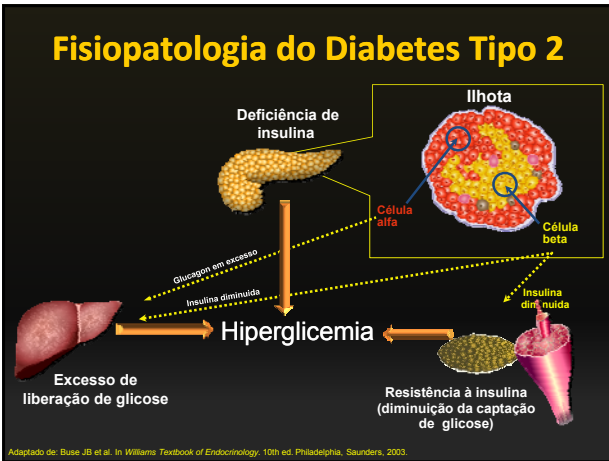 Fisiopatologia do Diabetes Tipo 2
Ilhota
Deficiência de
insulina
Célula
alfa
Célula
beta
Glucagon em excesso
Insulina diminuida
Insulina
diminuida
Hiperglicemia
Excesso de
liberação de glicose
Resistência à insulina
(diminuição da captação
de glicose)
Adaptado de: Buse JB et al. In Williams Textbook of Endocrinology. 10th ed. Philadelphia, Saunders, 2003.